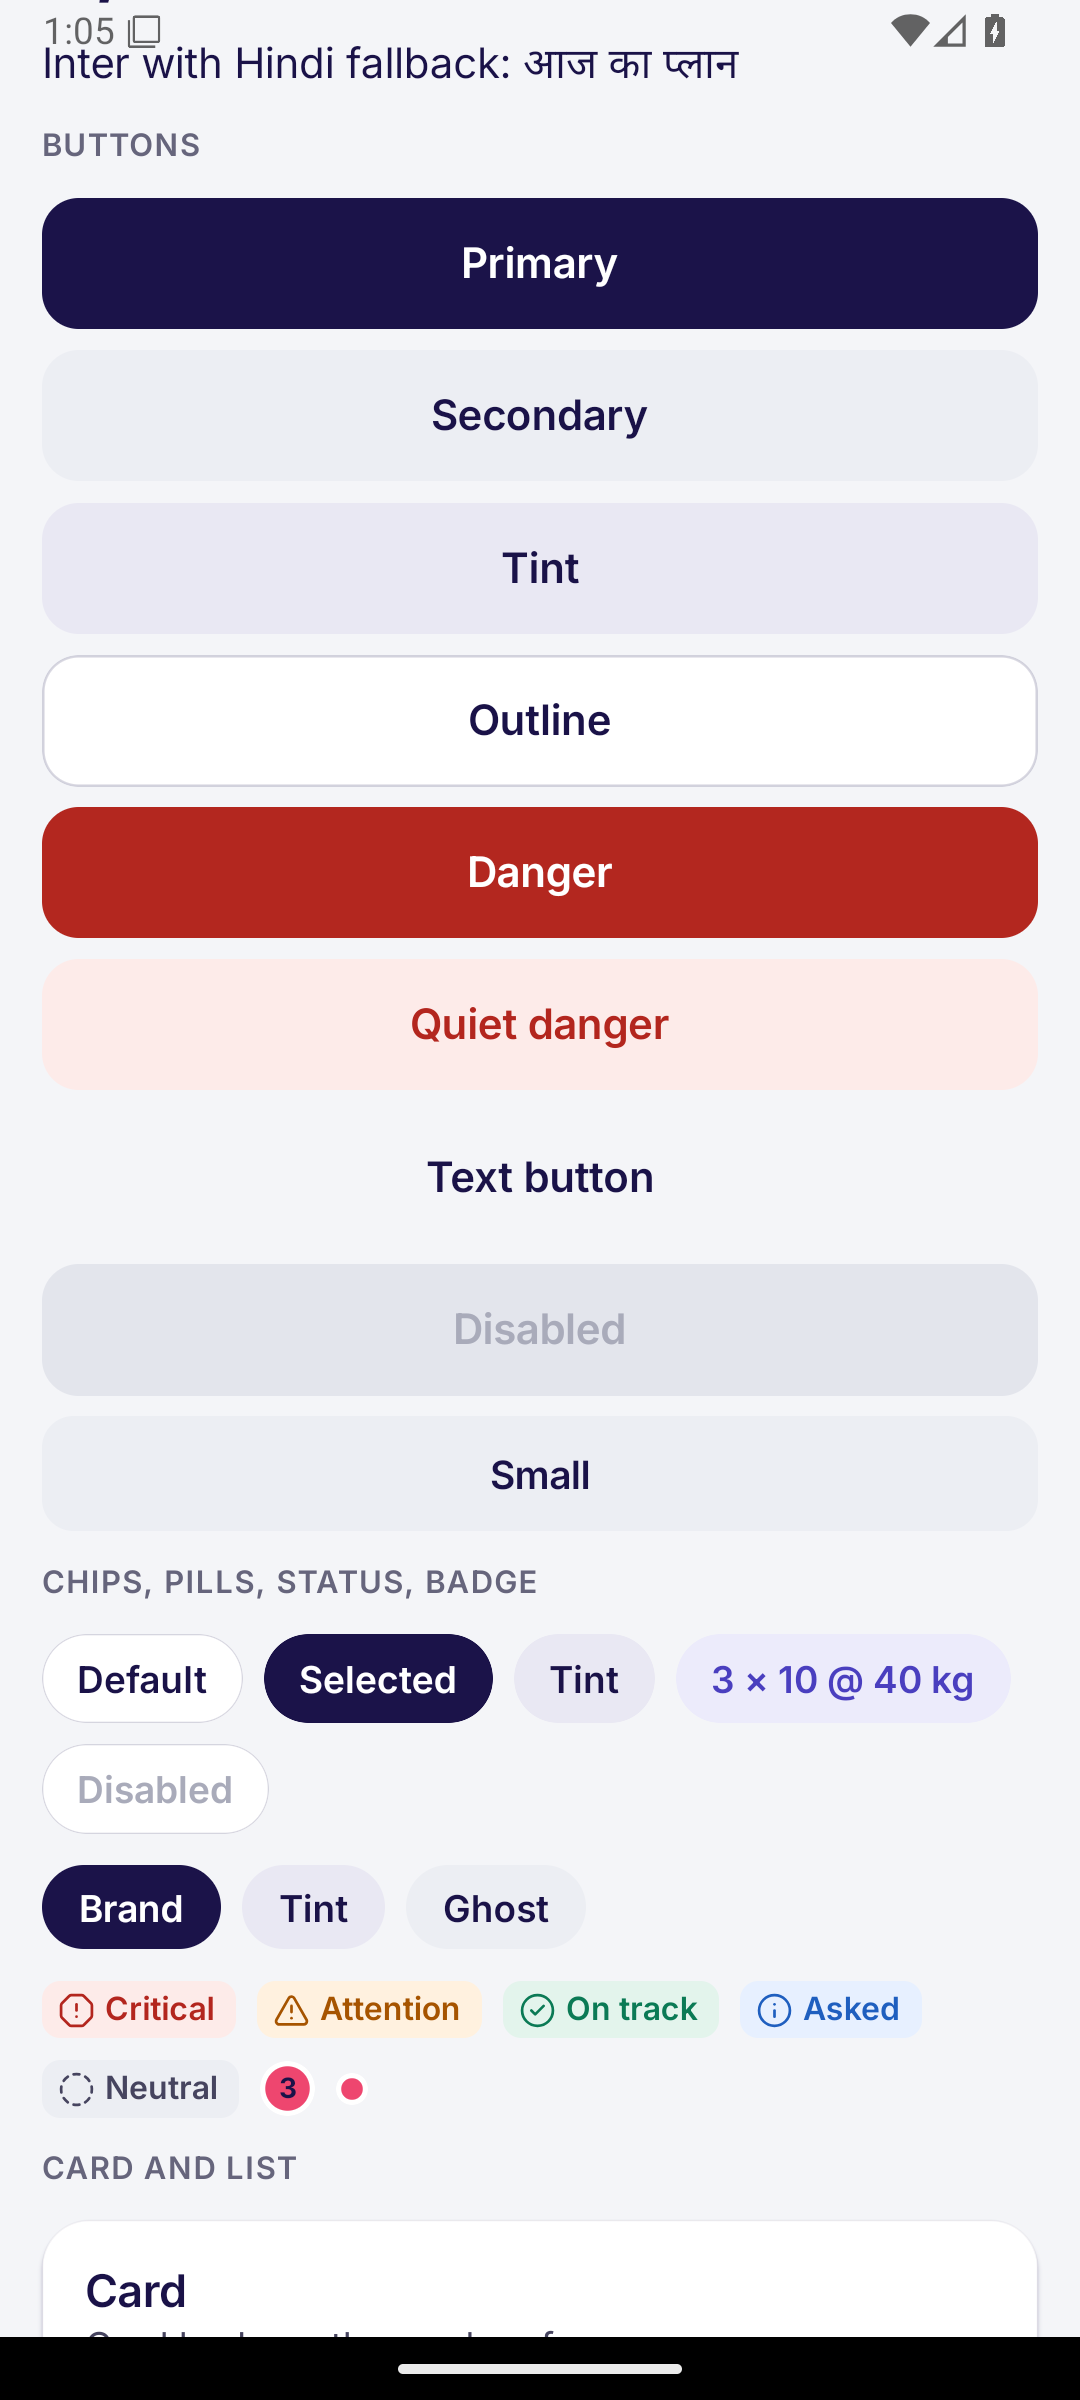 1:05
Inter with Hindi fallback: आज का प्लान
BUTTONS
Primary
Secondary
Tint
Outline
Danger
Quiet danger
Text button
Disabled
Small
CHIPS, PILLS, STATUS, BADGE
Default Selected Tint 3 × 10 @ 40 kg
Disabled
Brand Tint Ghost
Critical Attention On track Asked
Neutral 3
CARD AND LIST
Card